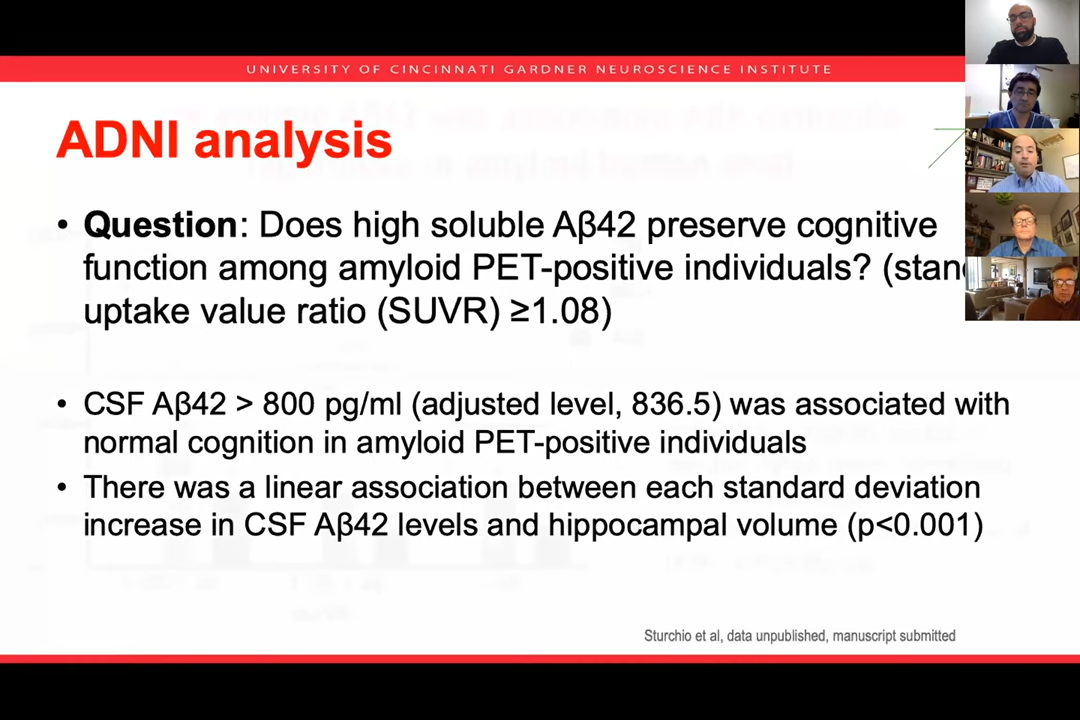 UNIVERSITY OF CINCINNATI GARDNER NEUROSCIENCE INSTITUTE
ADNI analysis
• Question: Does high soluble Aβ42 preserve cognitive
function among amyloid PET-positive individuals? (stand
uptake value ratio (SUVR) ≥1.08)
• CSF Aβ42 > 800 pg/ml (adjusted level, 836.5) was associated with
normal cognition in amyloid PET-positive individuals
• There was a linear association between each standard deviation
increase in CSF Aβ42 levels and hippocampal volume (p<0.001)
Sturchio et al, data unpublished, manuscript submitted